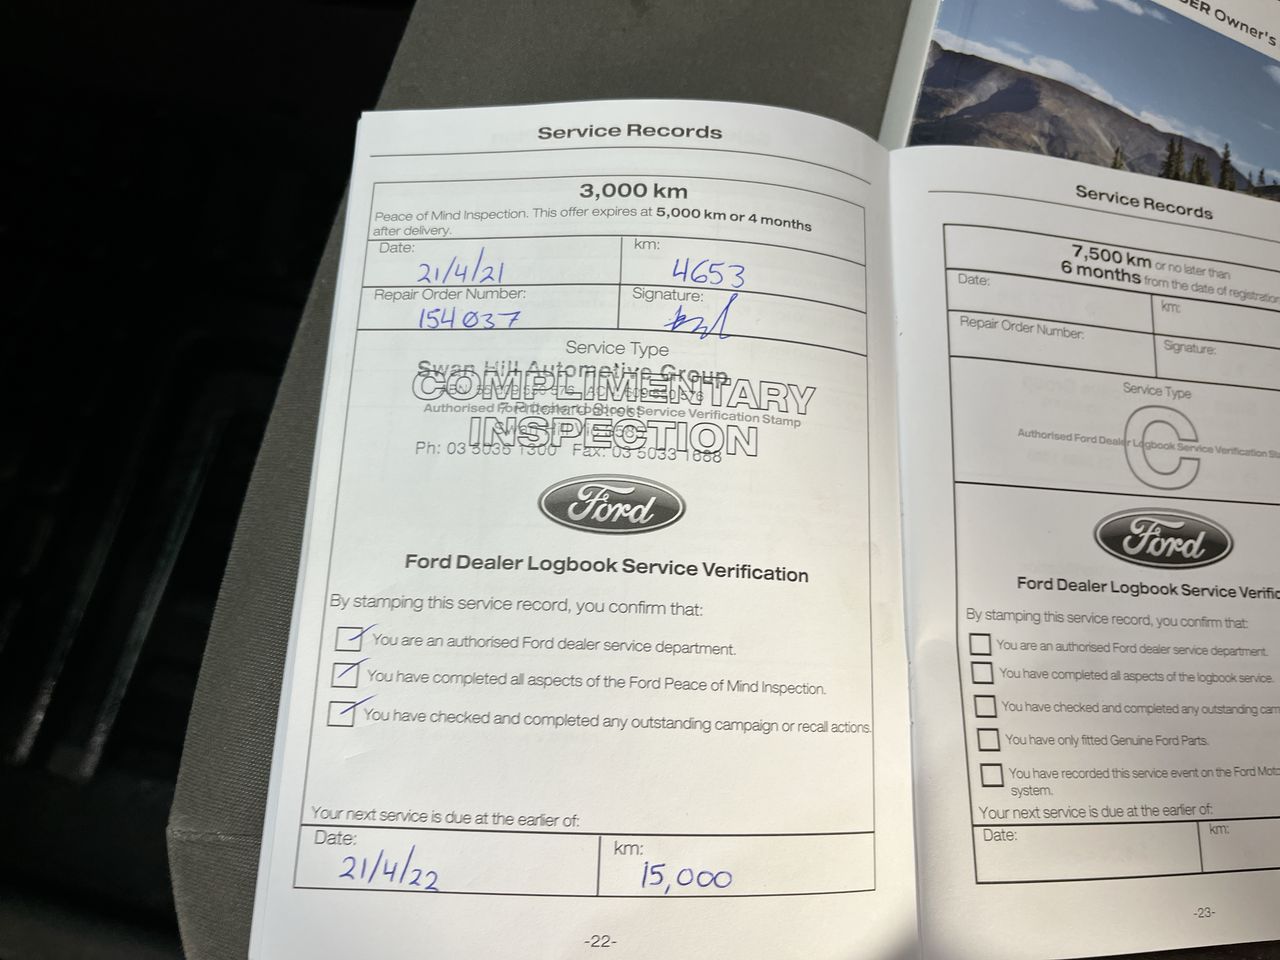 BER Owner's
Service Records
3,000 km
Peace of Mind Inspection. This offer expires at 5,000 km or 4 months
after delivery.
Date:
21/4/21
km:
4653
Repair Order Number:
154037
Signature:
Service Type
Swan Hill Automotive Group
COMPLIMENTARY
Authorised Ford Dealer Logbook Service Verification Stamp
INSPECTION
Ph: 03 5035 1300 Fax: 03 5033 1888
Ford
Ford Dealer Logbook Service Verification
By stamping this service record, you confirm that:
You are an authorised Ford dealer service department.
You have completed all aspects of the Ford Peace of Mind Inspection.
You have checked and completed any outstanding campaign or recall actions.
Your next service is due at the earlier of:
Date:
21/4/22
km:
15,000
-22-
Service Records
7,500 km or no later than
6 months from the date of registration
Date:
km:
Repair Order Number:
Signature:
Service Type
C
Authorised Ford Dealer Logbook Service Verification Sta
Ford
Ford Dealer Logbook Service Verific
By stamping this service record, you confirm that:
You are an authorised Ford dealer service department.
You have completed all aspects of the logbook service.
You have checked and completed any outstanding cam
You have only fitted Genuine Ford Parts.
You have recorded this service event on the Ford Moto
system.
Your next service is due at the earlier of:
Date:
km:
-23-